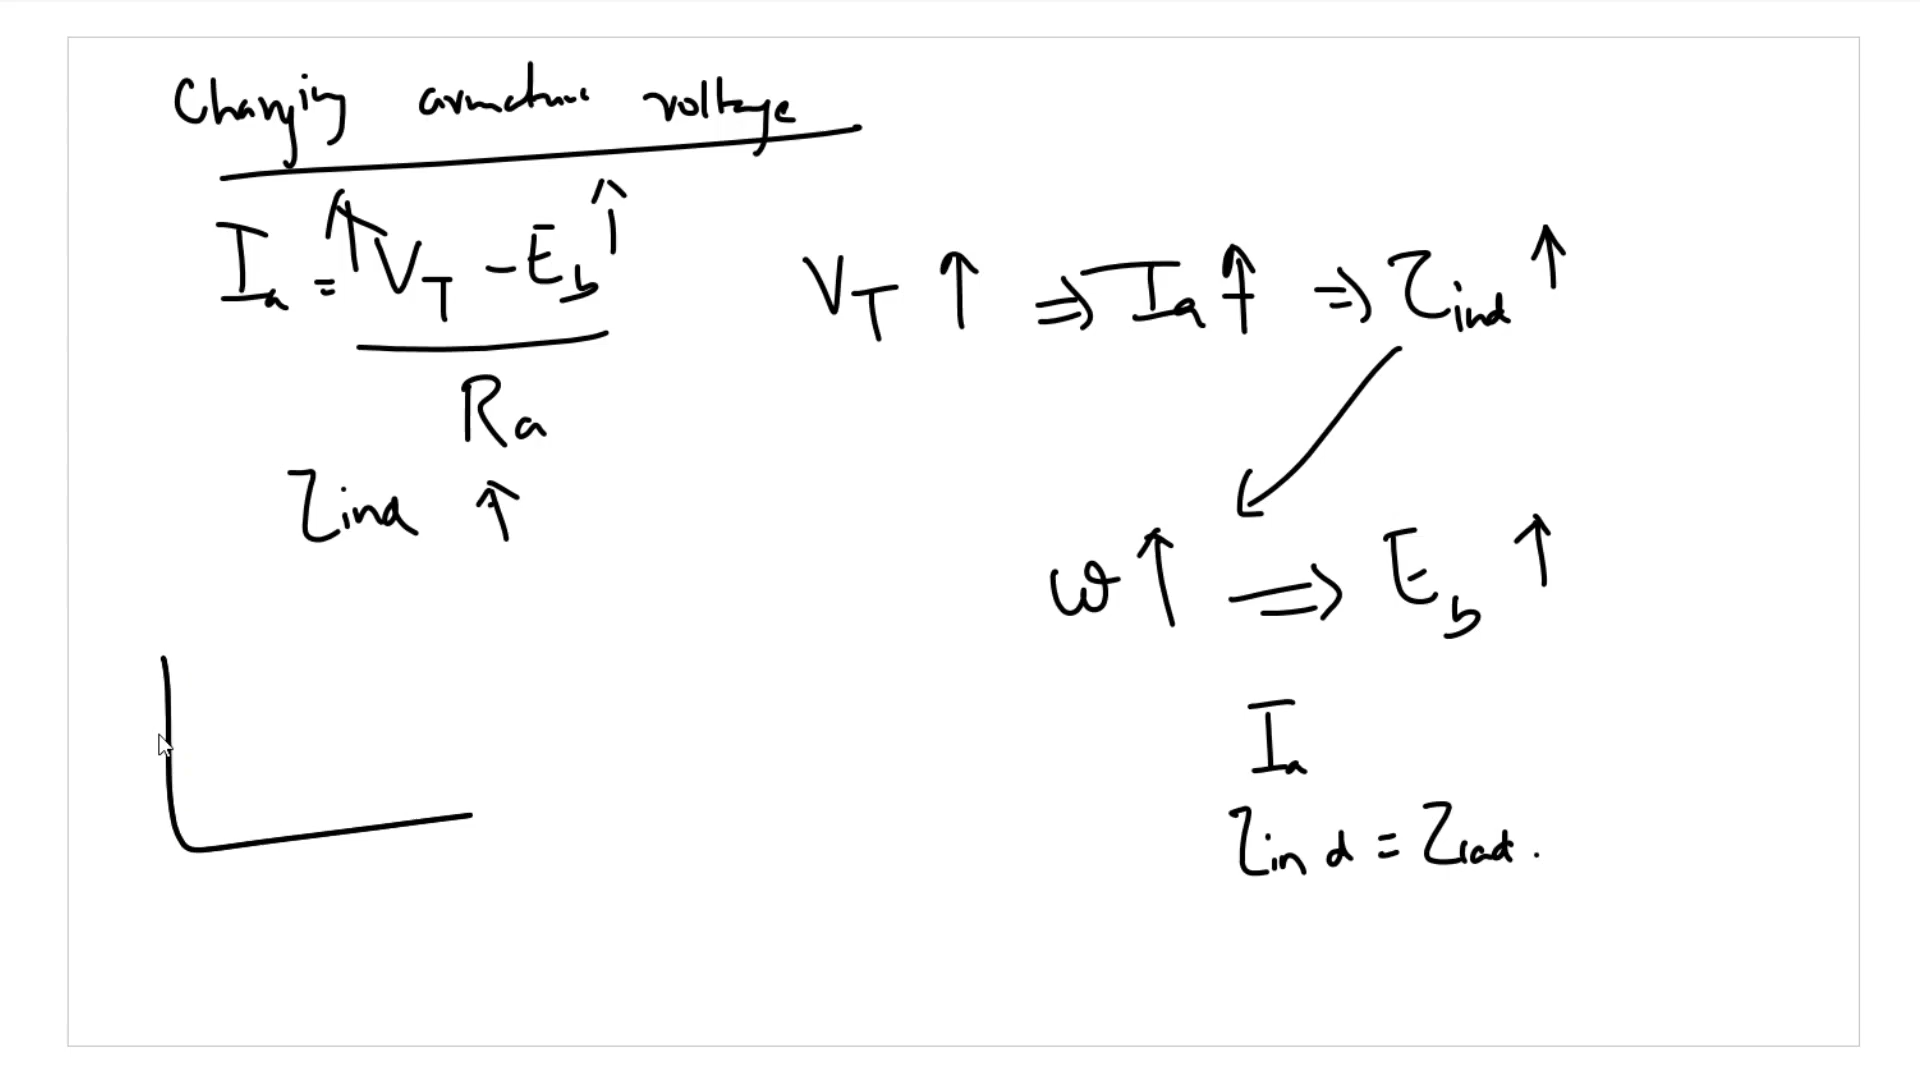 Changing armature voltage
Ia = ↑VT - Eb↑
Ra
τind ↑
VT ↑ ⇒ Ia ↑ ⇒ τind ↑
ω ↑ ⇒ Eb ↑
Ia
τind = τload.